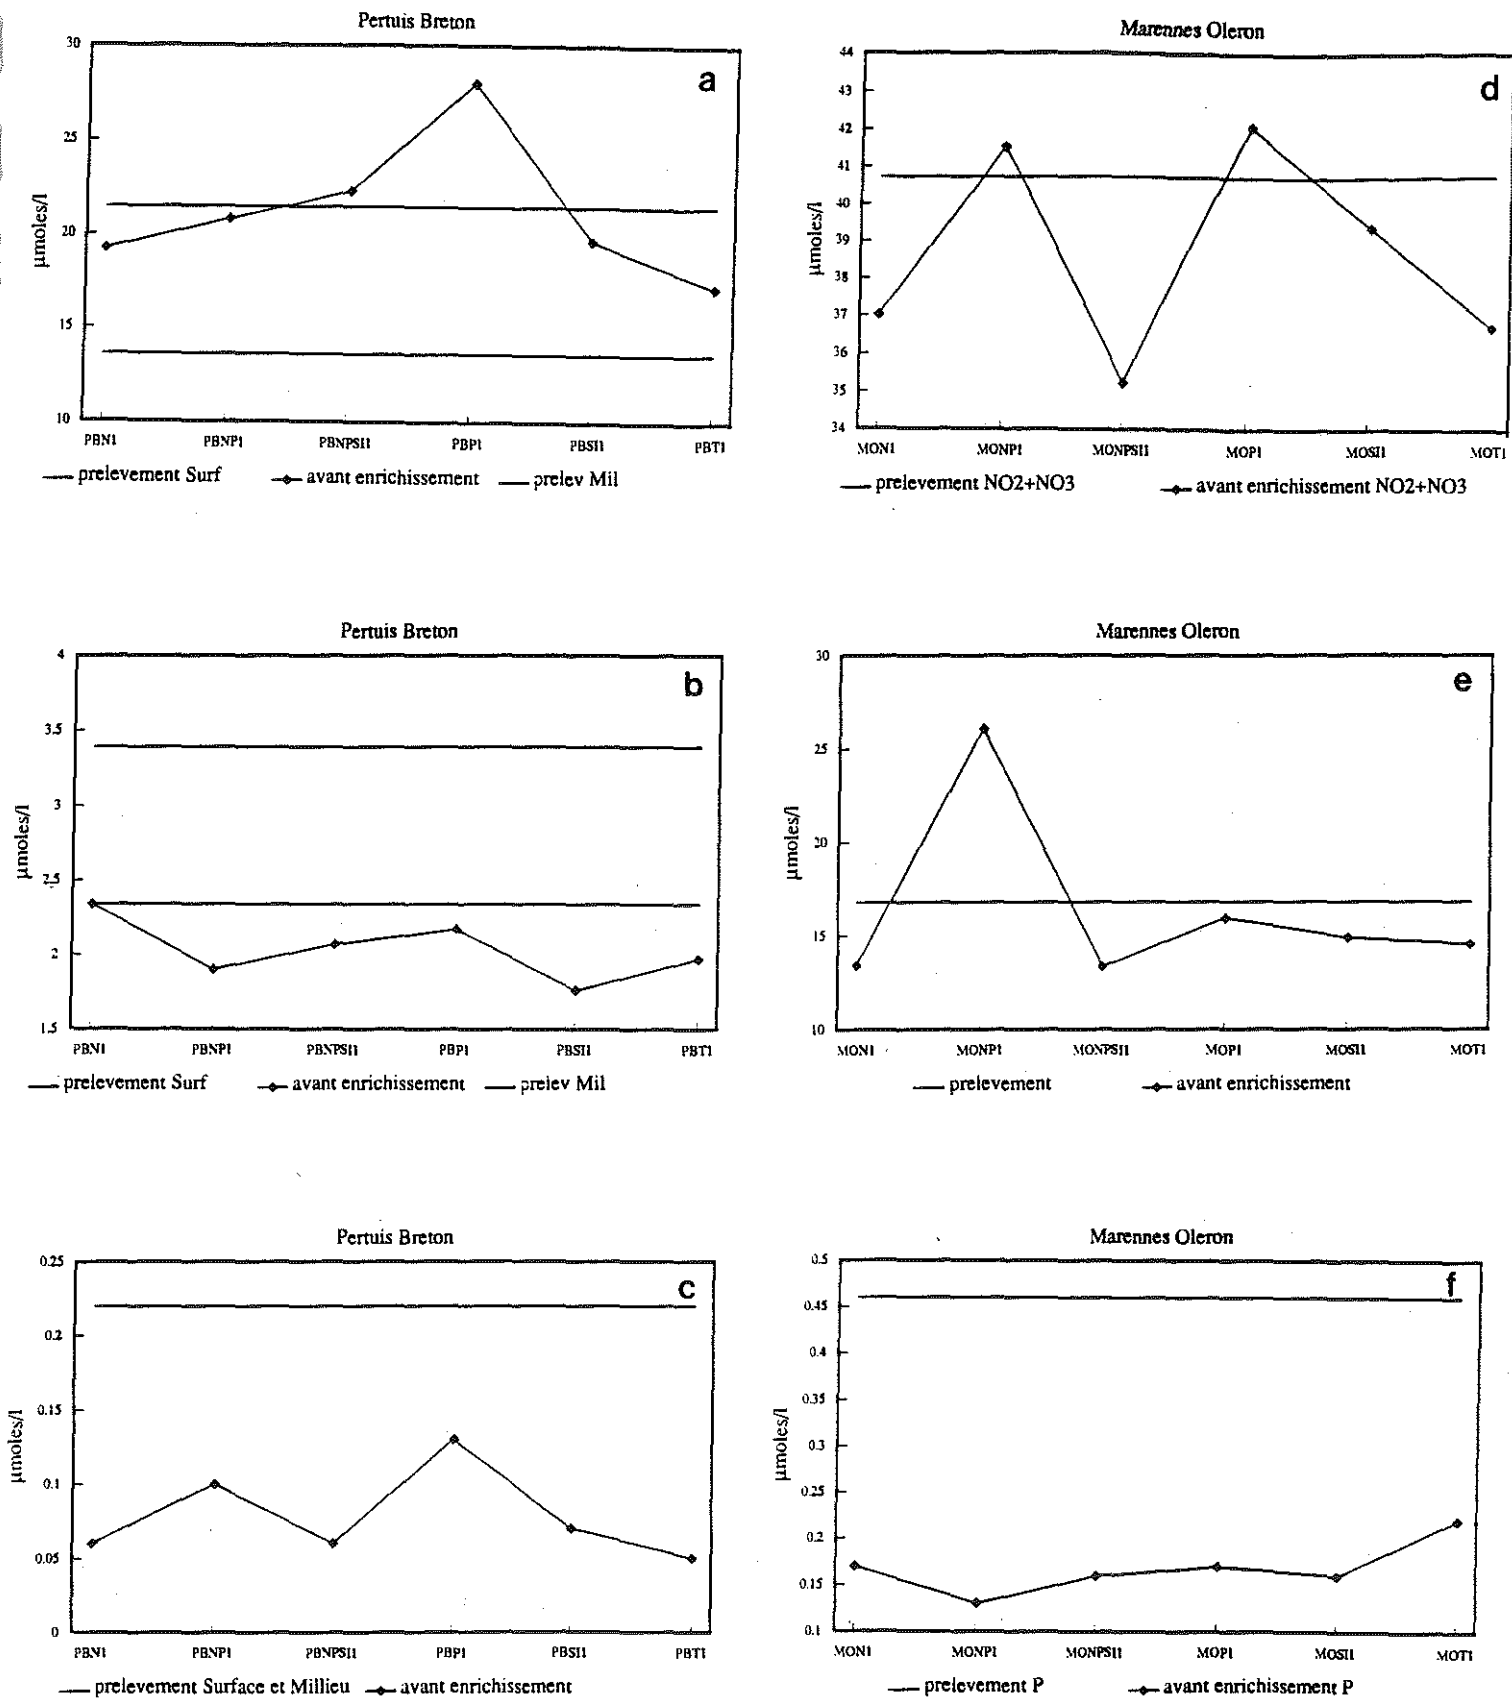 Pertuis Breton
a
30
25
20
15
10
µmoles/l
PBN1 PBNP1 PBNPSI1 PBP1 PBSI1 PBT1
prelevement Surf avant enrichissement prelev Mil
Marennes Oleron
d
44
43
42
41
40
39
38
37
36
35
34
µmoles/l
MON1 MONP1 MONPSI1 MOP1 MOSI1 MOT1
prelevement NO2+NO3 avant enrichissement NO2+NO3
Pertuis Breton
b
4
3.5
3
2.5
2
1.5
µmoles/l
PBN1 PBNP1 PBNPSI1 PBP1 PBSI1 PBT1
prelevement Surf avant enrichissement prelev Mil
Marennes Oleron
e
30
25
20
15
10
µmoles/l
MON1 MONP1 MONPSI1 MOP1 MOSI1 MOT1
prelevement avant enrichissement
Pertuis Breton
c
0.25
0.2
0.15
0.1
0.05
0
µmoles/l
PBN1 PBNP1 PBNPSI1 PBP1 PBSI1 PBT1
prelevement Surface et Millieu avant enrichissement
Marennes Oleron
f
0.5
0.45
0.4
0.35
0.3
0.25
0.2
0.15
0.1
µmoles/l
MON1 MONP1 MONPSI1 MOP1 MOSI1 MOT1
prelevement P avant enrichissement P